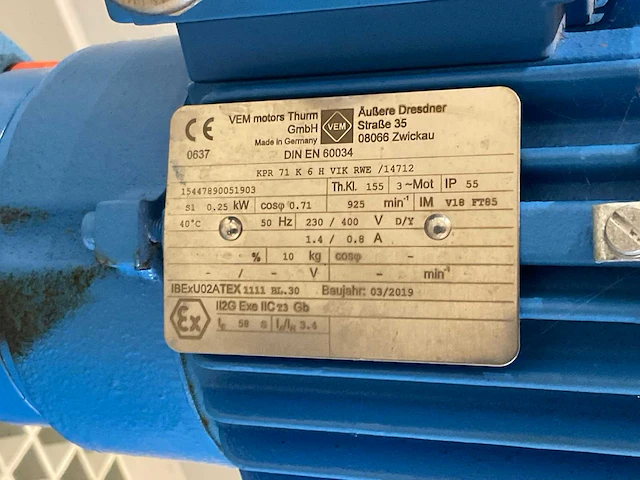 CE
0637
VEM motors Thurm
GmbH
Made in Germany
VEM
Äußere Dresdner
Straße 35
08066 Zwickau
DIN EN 60034
KPR 71 K 6 H VIK RWE /14712
15447890051903 Th.Kl. 155 3 ~Mot IP 55
S1 0.25 kW cosφ 0.71 925 min⁻¹ IM V18 FT85
40°C 50 Hz 230 / 400 V D/Y
1.4 / 0.8 A
- % 10 kg cosφ -
- / - V - min⁻¹
IBExU02ATEX 1111 BL.30 Baujahr: 03/2019
Ex II2G Exe IIC T3 Gb
tE 58 s IA/IN 3.4